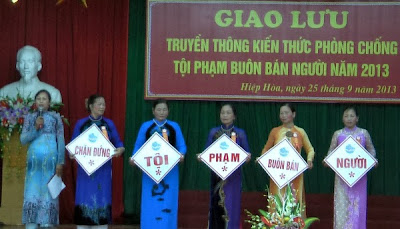 GIAO LƯU
TRUYỀN THÔNG KIẾN THỨC PHÒNG CHỐNG
TỘI PHẠM BUÔN BÁN NGƯỜI NĂM 2013
Hiệp Hòa, ngày 25 tháng 9 năm 2013
CHẶN ĐỨNG
TỘI
PHẠM
BUÔN BÁN
NGƯỜI